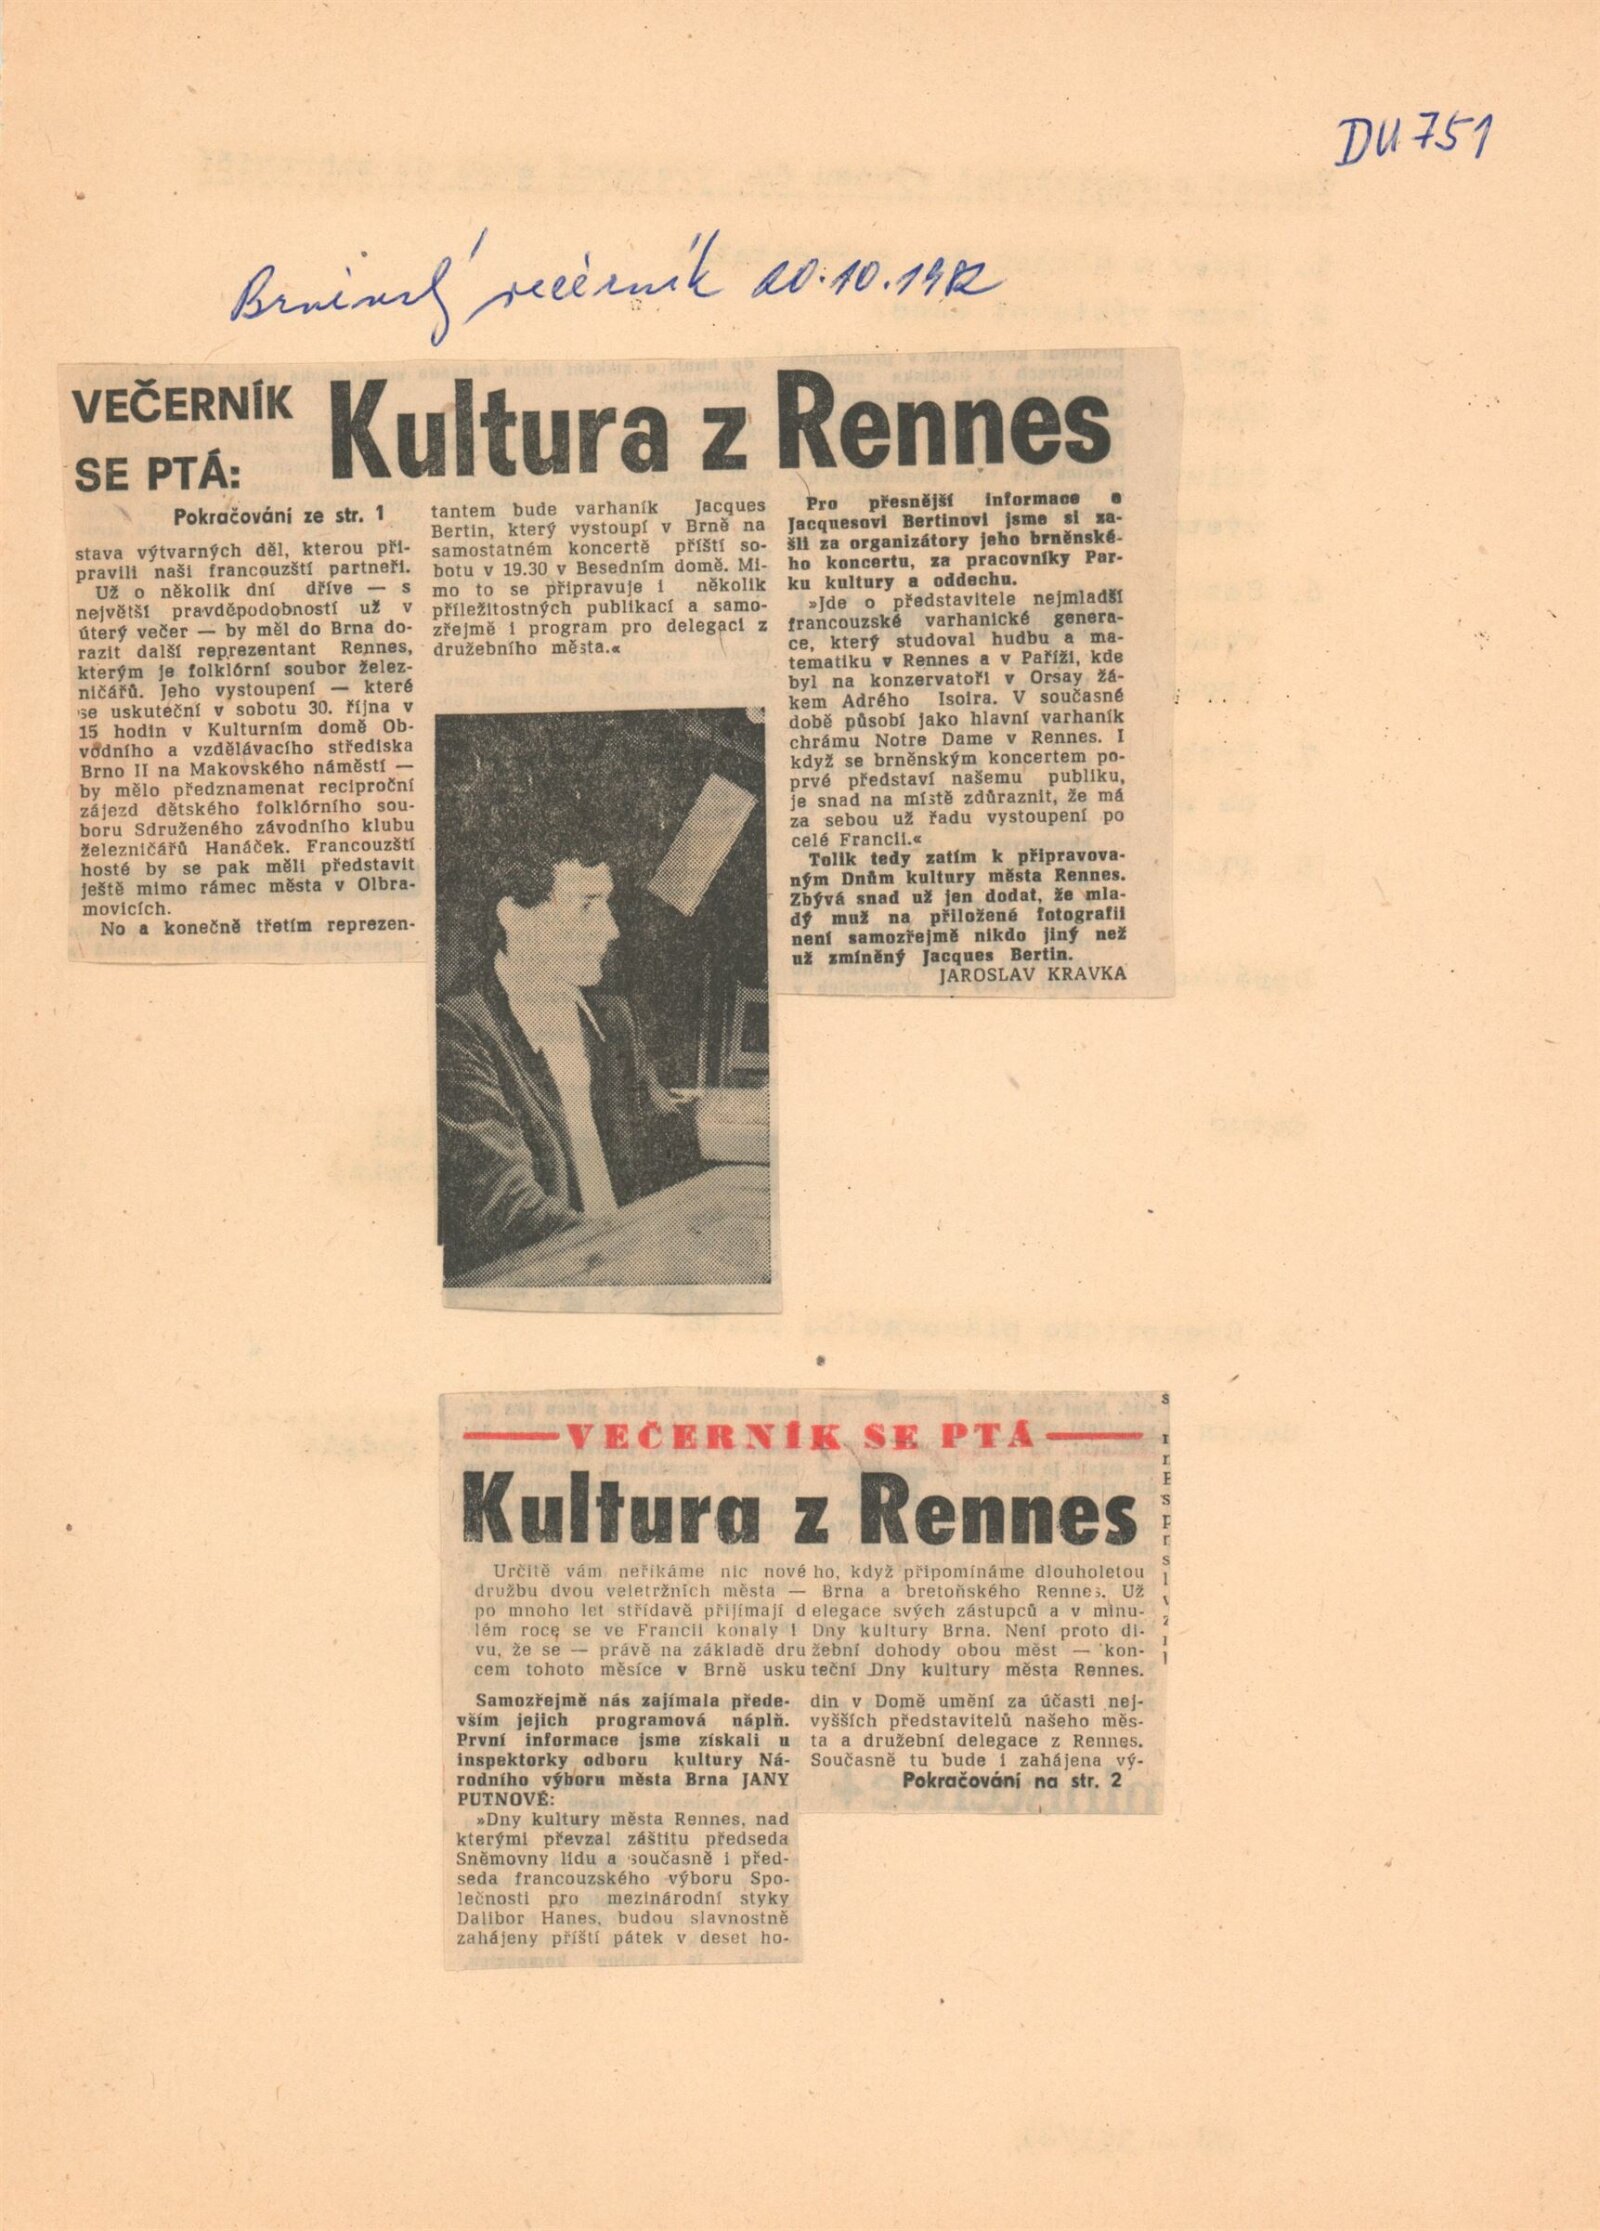 DU 751
Brněnský večerník 20.10.1982
VEČERNÍK
SE PTÁ:
Kultura z Rennes
Pokračování ze str. 1
stava výtvarných děl, kterou při-
pravili naši francouzští partneři.
Už o několik dní dříve — s
největší pravděpodobností už v
úterý večer — by měl do Brna do-
razit další reprezentant Rennes,
kterým je folklórní soubor želez-
ničářů. Jeho vystoupení — které
se uskuteční v sobotu 30. října v
15 hodin v Kulturním domě Ob-
vodního a vzdělávacího střediska
Brno II na Makovského náměstí —
by mělo předznamenat reciproční
zájezd dětského folklórního sou-
boru Sdruženého závodního klubu
železničářů Hanáček. Francouzští
hosté by se pak měli představit
ještě mimo rámec města v Olbra-
movicích.
No a konečně třetím reprezen-
tantem bude varhaník Jacques
Bertin, který vystoupí v Brně na
samostatném koncertě příští so-
botu v 19.30 v Besedním domě. Mi-
mo to se připravuje i několik
příležitostných publikací a samo-
zřejmě i program pro delegaci z
družebního města.«
Pro přesnější informace o
Jacquesovi Bertinovi jsme si za-
šli za organizátory jeho brněnské-
ho koncertu, za pracovníky Par-
ku kultury a oddechu.
»Jde o představitele nejmladší
francouzské varhanické genera-
ce, který studoval hudbu a ma-
tematiku v Rennes a v Paříži, kde
byl na konzervatoři v Orsay žá-
kem Adrého Isoira. V současné
době působí jako hlavní varhaník
chrámu Notre Dame v Rennes. I
když se brněnským koncertem po-
prvé představí našemu publiku,
je snad na místě zdůraznit, že má
za sebou už řadu vystoupení po
celé Francii.«
Tolik tedy zatím k připravova-
ným Dnům kultury města Rennes.
Zbývá snad už jen dodat, že mla-
dý muž na přiložené fotografii
není samozřejmě nikdo jiný než
už zmíněný Jacques Bertin.
JAROSLAV KRAVKA
VEČERNÍK SE PTÁ
Kultura z Rennes
Určitě vám neříkáme nic nového, když připomínáme dlouholetou
družbu dvou veletržních města — Brna a bretoňského Rennes. Už
po mnoho let střídavě přijímají delegace svých zástupců a v minu-
lém roce se ve Francii konaly i Dny kultury Brna. Není proto di-
vu, že se — právě na základě družební dohody obou měst — kon-
cem tohoto měsíce v Brně uskuteční Dny kultury města Rennes.
Samozřejmě nás zajímala přede-
vším jejich programová náplň.
První informace jsme získali u
inspektorky odboru kultury Ná-
rodního výboru města Brna JANY
PUTNOVÉ:
»Dny kultury města Rennes, nad
kterými převzal záštitu předseda
Sněmovny lidu a současně i před-
seda francouzského výboru Spo-
lečnosti pro mezinárodní styky
Dalibor Hanes, budou slavnostně
zahájeny příští pátek v deset ho-
din v Domě umění za účasti nej-
vyšších představitelů našeho měs-
ta a družební delegace z Rennes.
Současně tu bude i zahájena vý-
Pokračování na str. 2